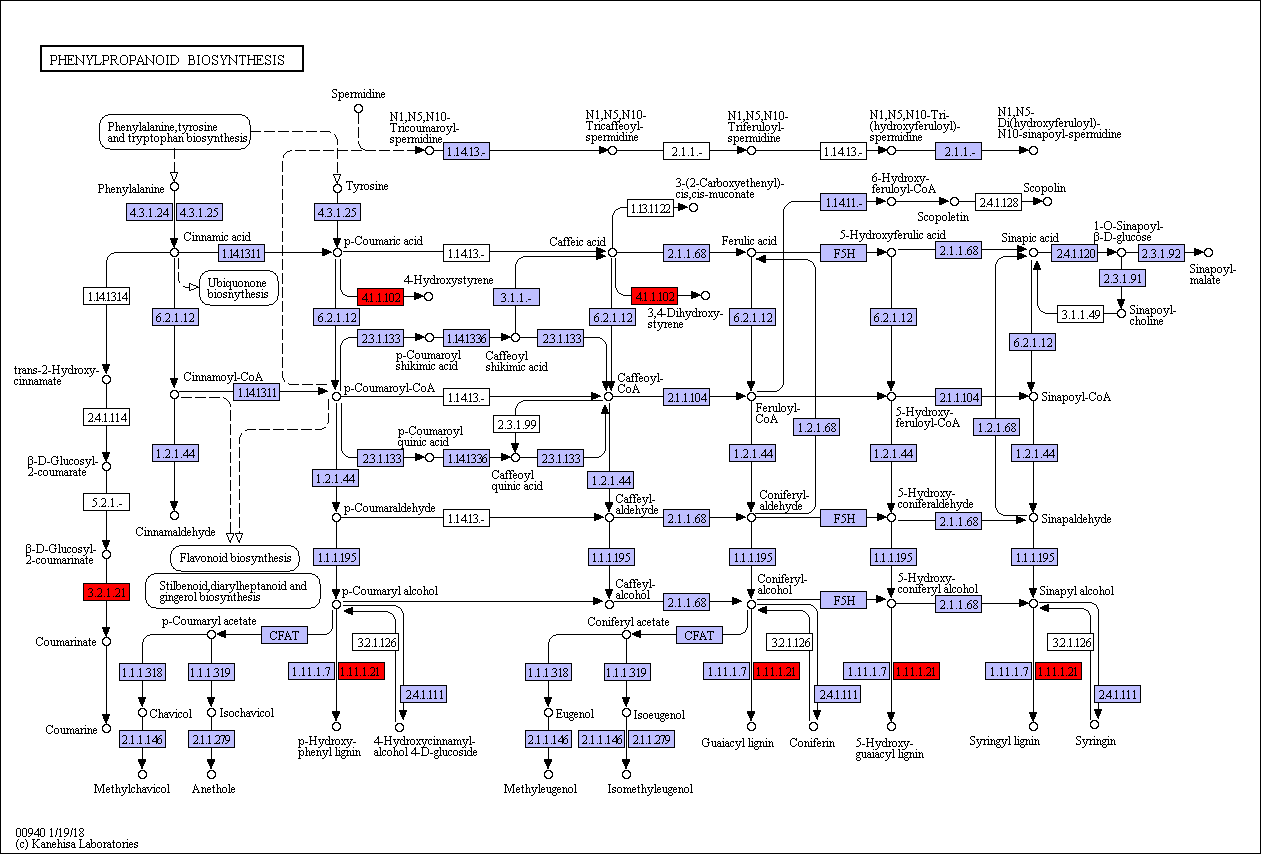 PHENYLPROPANOID BIOSYNTHESIS
Spermidine
Phenylalanine,tyrosine
and tryptophan biosynthesis
N1,N5,N10-
Tricoumaroyl-
spermidine
1.14.13.-
N1,N5,N10-
Tricaffeoyl-
spermidine
2.1.1.-
N1,N5,N10-
Triferuloyl-
spermidine
1.14.13.-
N1,N5,N10-Tri-
(hydroxyferuloyl)-
spermidine
2.1.1.-
N1,N5-
Di(hydroxyferuloyl)-
N10-sinapoyl-spermidine
Phenylalanine
Tyrosine
3-(2-Carboxyethenyl)-
cis,cis-muconate
6-Hydroxy-
feruloyl-CoA
Scopolin
4.3.1.24
4.3.1.25
4.3.1.25
1.13.1122
1.14.11.-
Scopoletin
2.4.1.128
Cinnamic acid
1.14.1311
p-Coumaric acid
1.14.13.-
Caffeic acid
2.1.1.68
Ferulic acid
F5H
5-Hydroxyferulic acid
2.1.1.68
Sinapic acid
2.4.1.120
1-O-Sinapoyl-
β-D-glucose
2.3.1.92
Sinapoyl-
malate
2.3.1.91
Ubiquonone
biosnythesis
4-Hydroxystyrene
4.1.1.102
3.1.1.-
4.1.1.102
3,4-Dihydroxy-
styrene
1.14.1314
6.2.1.12
6.2.1.12
6.2.1.12
6.2.1.12
6.2.1.12
3.1.1.49
Sinapoyl-
choline
6.2.1.12
2.3.1.133
1.14.1336
2.3.1.133
p-Coumaroyl
shikimic acid
Caffeoyl
shikimic acid
trans-2-Hydroxy-
cinnamate
Cinnamoyl-CoA
1.14.1311
p-Coumaroyl-CoA
1.14.13.-
Caffeoyl-
CoA
2.1.1.104
Feruloyl-
CoA
2.1.1.104
5-Hydroxy-
feruloyl-CoA
Sinapoyl-CoA
2.4.1.114
2.3.1.99
1.2.1.68
1.2.1.68
p-Coumaroyl
quinic acid
2.3.1.133
1.14.1336
2.3.1.133
Caffeoyl
quinic acid
β-D-Glucosyl-
2-coumarate
1.2.1.44
1.2.1.44
1.2.1.44
1.2.1.44
1.2.1.44
1.2.1.44
5.2.1.-
Cinnamaldehyde
p-Coumaraldehyde
1.14.13.-
Caffeyl-
aldehyde
2.1.1.68
Coniferyl-
aldehyde
F5H
5-Hydroxy-
coniferaldehyde
2.1.1.68
Sinapaldehyde
β-D-Glucosyl-
2-coumarinate
Flavonoid biosynthesis
1.1.1.195
1.1.1.195
1.1.1.195
1.1.1.195
1.1.1.195
Stilbenoid,diarylheptanoid and
gingerol biosynthesis
3.2.1.21
p-Coumaryl alcohol
Caffeyl-
alcohol
2.1.1.68
Coniferyl-
alcohol
F5H
5-Hydroxy-
coniferyl alcohol
2.1.1.68
Sinapyl alcohol
Coumarinate
p-Coumaryl acetate
CFAT
3.2.1.126
Coniferyl acetate
CFAT
3.2.1.126
3.2.1.126
1.1.1.318
1.1.1.319
1.11.1.7
1.11.1.21
2.4.1.111
1.1.1.318
1.1.1.319
1.11.1.7
1.11.1.21
2.4.1.111
1.11.1.7
1.11.1.21
1.11.1.7
1.11.1.21
2.4.1.111
Coumarine
Chavicol
Isochavicol
Eugenol
Isoeugenol
2.1.1.146
2.1.1.279
p-Hydroxy-
phenyl lignin
4-Hydroxycinnamyl-
alcohol 4-D-glucoside
2.1.1.146
2.1.1.146
2.1.1.279
Guaiacyl lignin
Coniferin
5-Hydroxy-
guaiacyl lignin
Syringyl lignin
Syringin
Methylchavicol
Anethole
Methyleugenol
Isomethyleugenol
00940 1/19/18
(c) Kanehisa Laboratories